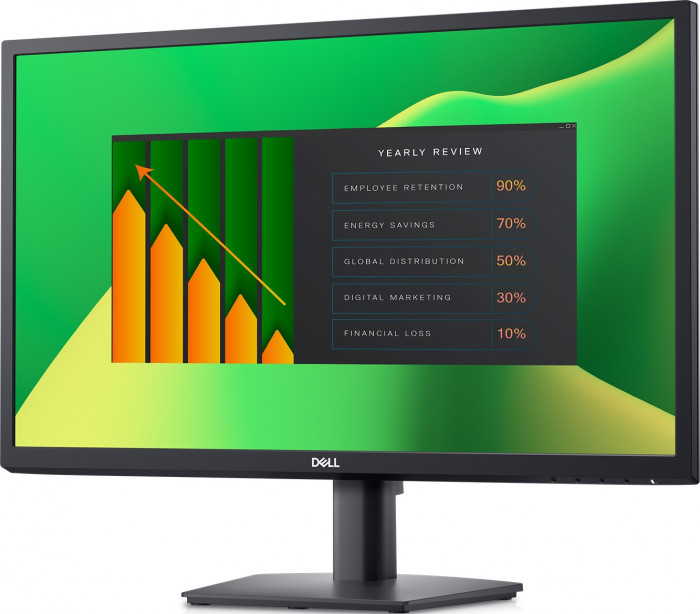 YEARLY REVIEW
EMPLOYEE RETENTION 90%
ENERGY SAVINGS 70%
GLOBAL DISTRIBUTION 50%
DIGITAL MARKETING 30%
FINANCIAL LOSS 10%
DELL